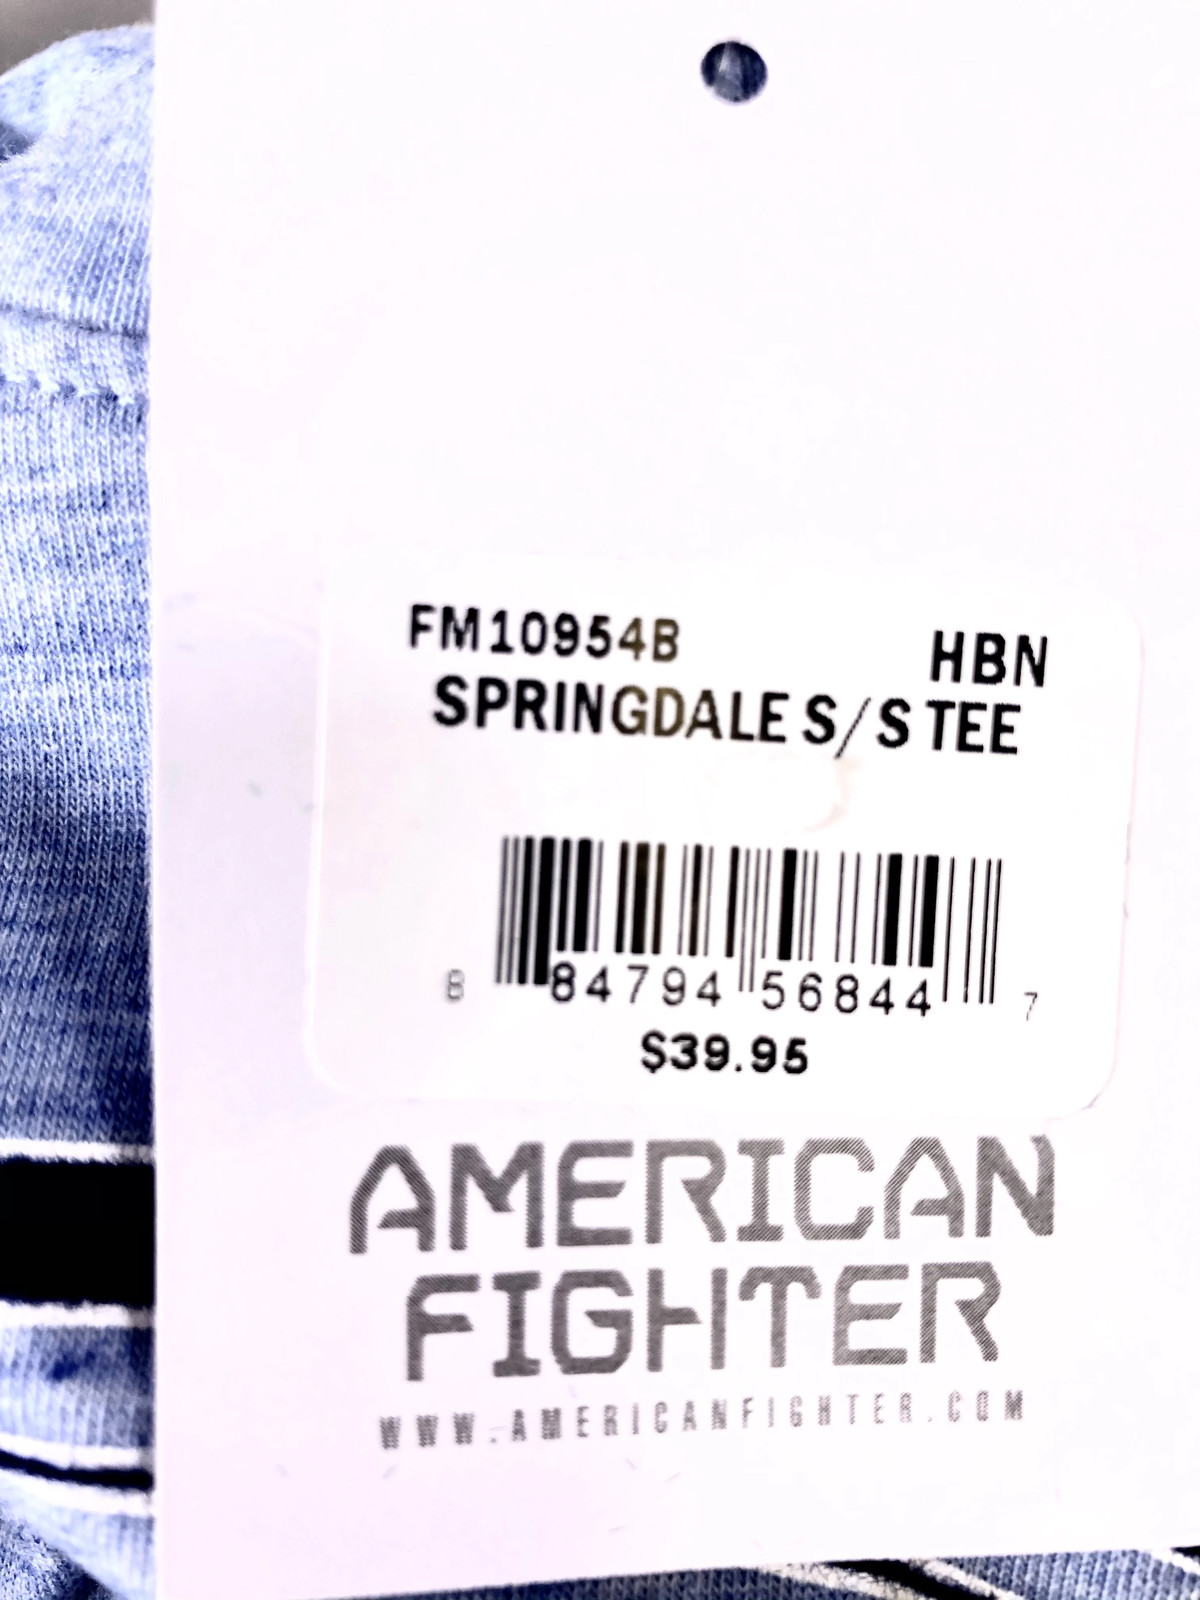 FM10954B HBN
SPRINGDALE S/S TEE
8 84794 56844 7
$39.95
AMERICAN
FIGHTER
WWW.AMERICANFIGHTER.COM